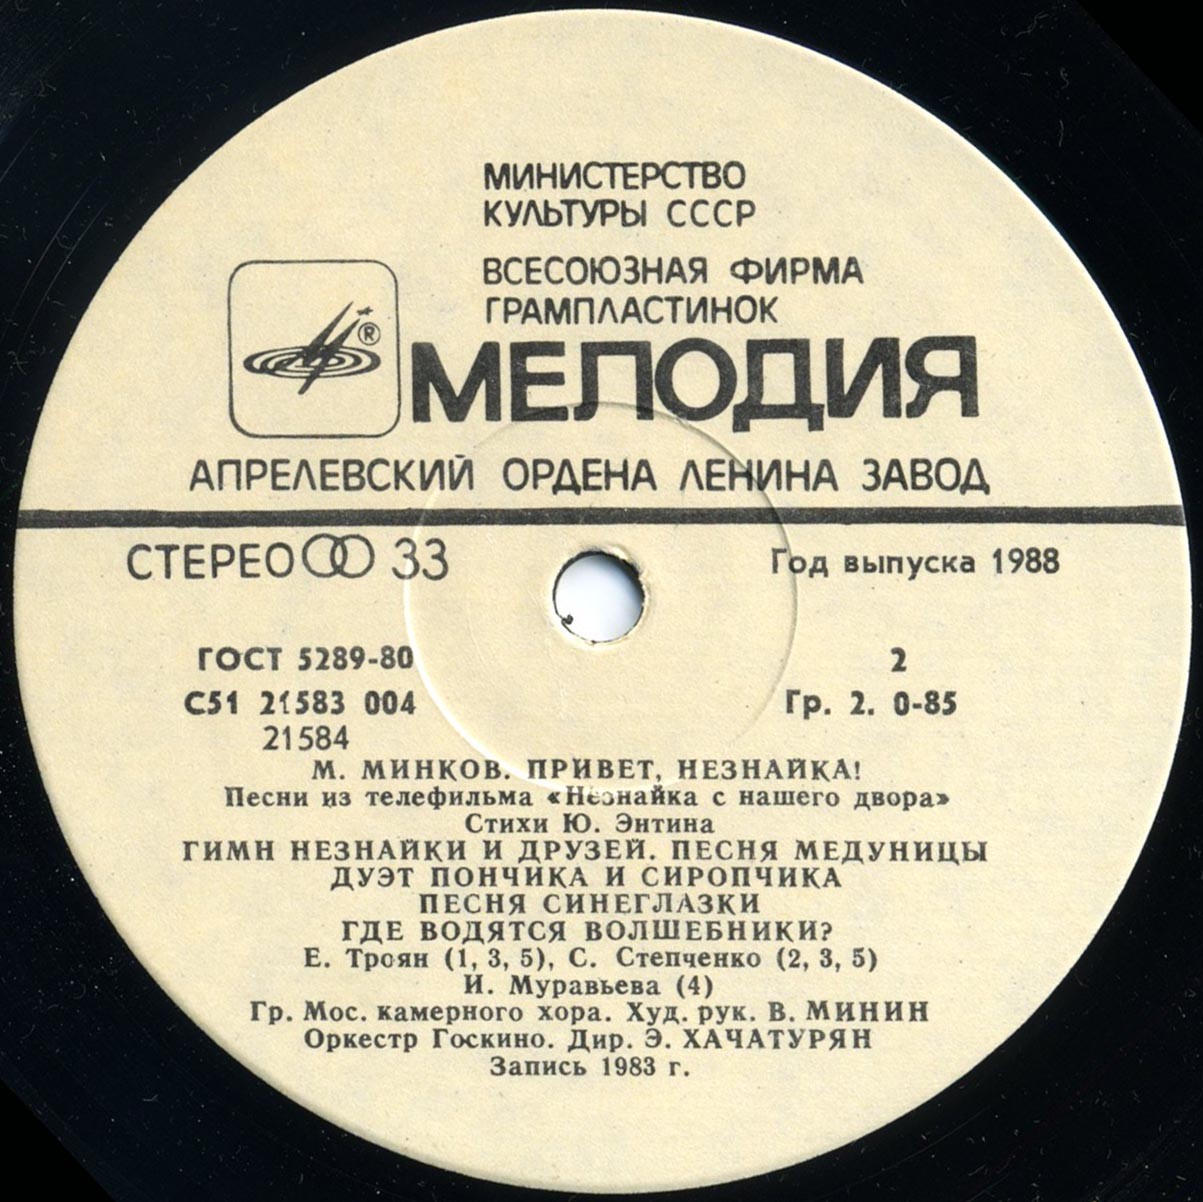 МИНИСТЕРСТВО
КУЛЬТУРЫ СССР
ВСЕСОЮЗНАЯ ФИРМА
ГРАМПЛАСТИНОК
®
МЕЛОДИЯ
АПРЕЛЕВСКИЙ ОРДЕНА ЛЕНИНА ЗАВОД
СТЕРЕО 33
Год выпуска 1988
ГОСТ 5289-80
2
С51 21583 004
Гр. 2. 0-85
21584
М. МИНКОВ. ПРИВЕТ, НЕЗНАЙКА!
Песни из телефильма «Незнайка с нашего двора»
Стихи Ю. Энтина
ГИМН НЕЗНАЙКИ И ДРУЗЕЙ. ПЕСНЯ МЕДУНИЦЫ
ДУЭТ ПОНЧИКА И СИРОПЧИКА
ПЕСНЯ СИНЕГЛАЗКИ
ГДЕ ВОДЯТСЯ ВОЛШЕБНИКИ?
Е. Троян (1, 3, 5), С. Степченко (2, 3, 5)
И. Муравьева (4)
Гр. Мос. камерного хора. Худ. рук. В. МИНИН
Оркестр Госкино. Дир. Э. ХАЧАТУРЯН
Запись 1983 г.